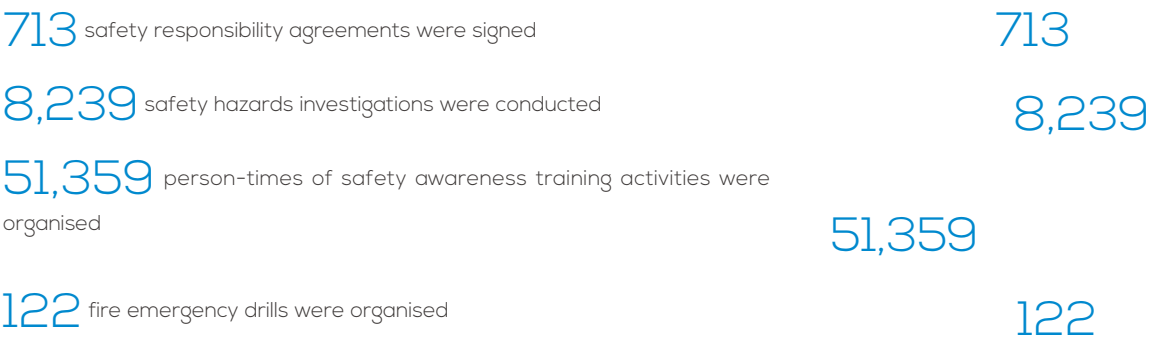 713 safety responsibility agreements were signed
713
8,239 safety hazards investigations were conducted
8,239
51,359 person-times of safety awareness training activities were
organised
51,359
122 fire emergency drills were organised
122